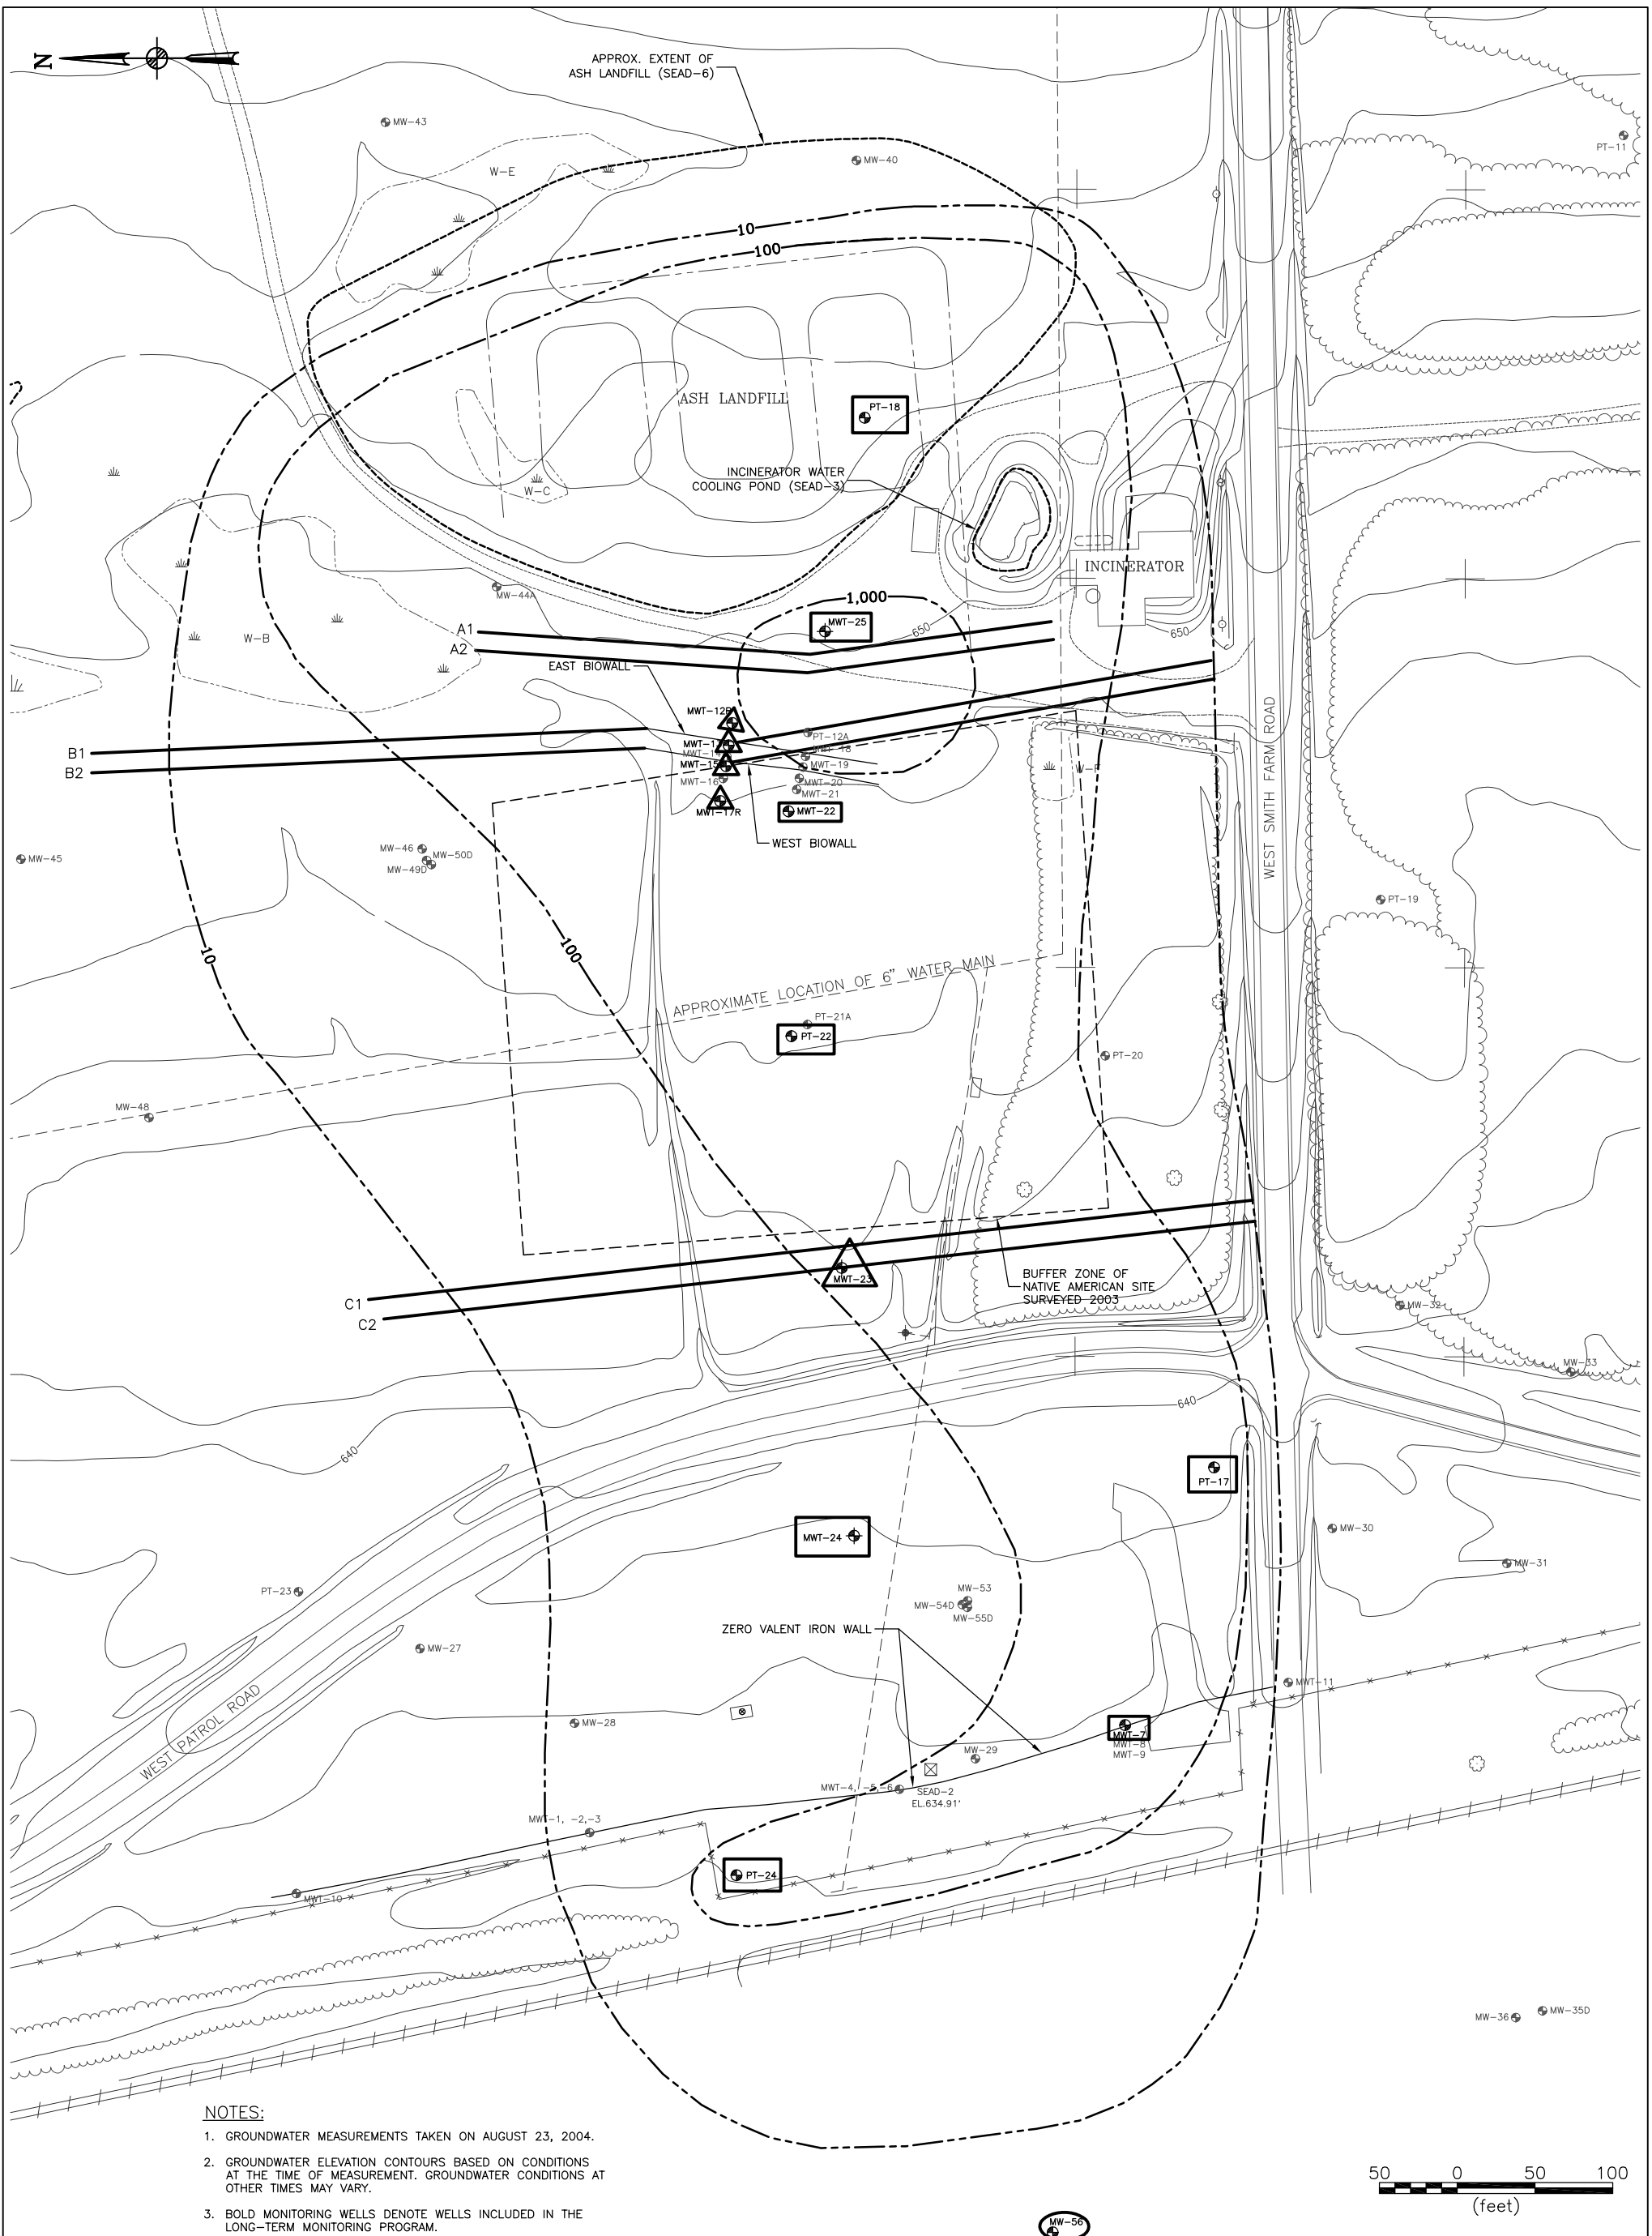 N
APPROX. EXTENT OF
ASH LANDFILL (SEAD-6)
MW-43
MW-40
PT-11
W-E
10
100
ASH LANDFILL
PT-18
INCINERATOR WATER
COOLING POND (SEAD-3)
W-C
INCINERATOR
MW-44A
1,000
MWT-25
650
650
W-B
A1
A2
EAST BIOWALL
MWT-12R
PT-12A
B1
B2
MWT-18
MWT-15
MWT-19
MWT-16
MWT-20
MWT-21
MWT-17R
MWT-22
WEST BIOWALL
WEST SMITH FARM ROAD
MW-45
MW-46
MW-50D
MW-49D
PT-19
10
100
APPROXIMATE LOCATION OF 6" WATER MAIN
PT-21A
PT-22
PT-20
MW-48
MWT-23
BUFFER ZONE OF
NATIVE AMERICAN SITE
SURVEYED 2003
C1
C2
MW-32
MW-33
640
640
PT-17
MWT-24
MW-30
MW-31
PT-23
MW-53
MW-54D
MW-55D
ZERO VALENT IRON WALL
MW-27
WEST PATROL ROAD
MWT-11
MW-28
MWT-7
MWT-8
MWT-9
MW-29
MWT-4, -5,-6
SEAD-2
EL.634.91'
MWT-1, -2,-3
PT-24
MWT-10
MW-36
MW-35D
NOTES:
1. GROUNDWATER MEASUREMENTS TAKEN ON AUGUST 23, 2004.
2. GROUNDWATER ELEVATION CONTOURS BASED ON CONDITIONS
AT THE TIME OF MEASUREMENT. GROUNDWATER CONDITIONS AT
OTHER TIMES MAY VARY.
3. BOLD MONITORING WELLS DENOTE WELLS INCLUDED IN THE
LONG-TERM MONITORING PROGRAM.
MW-56
50 0 50 100
(feet)